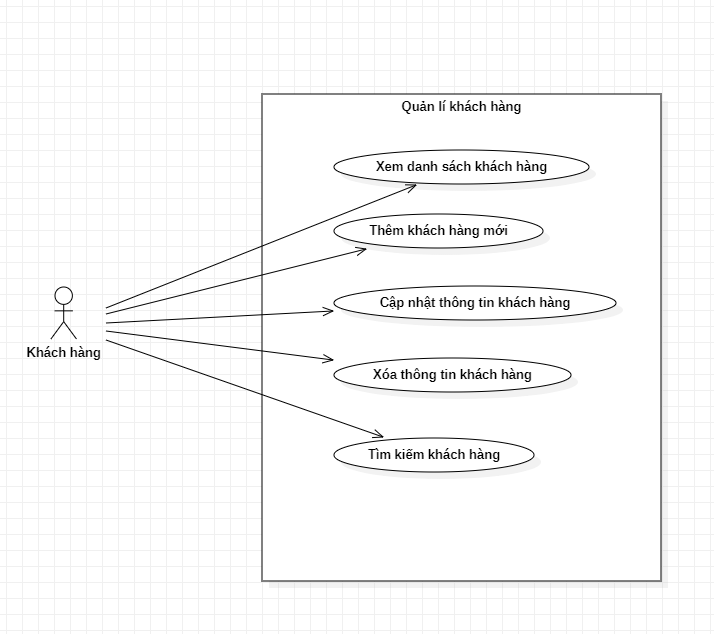 Quản lí khách hàng
Xem danh sách khách hàng
Thêm khách hàng mới
Cập nhật thông tin khách hàng
Khách hàng
Xóa thông tin khách hàng
Tìm kiếm khách hàng